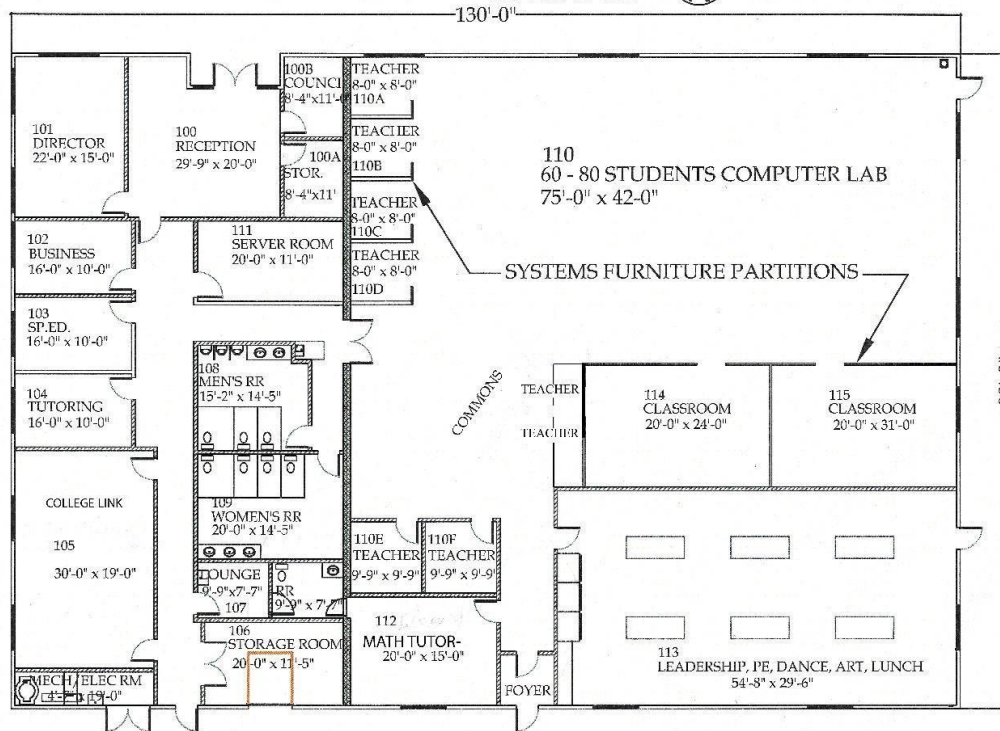 130'-0"
101
DIRECTOR
22'-0" x 15'-0"
100
RECEPTION
29'-9" x 20'-0"
100B
COUNCI
8'-4"x11'-0
100A
STOR.
8'-4"x11'
TEACHER
8-0" x 8'-0"
110A
TEACHER
8-0" x 8'-0"
110B
TEACHER
8-0" x 8'-0"
110C
TEACHER
8-0" x 8'-0"
110D
110
60 - 80 STUDENTS COMPUTER LAB
75'-0" x 42'-0"
SYSTEMS FURNITURE PARTITIONS
102
BUSINESS
16'-0" x 10'-0"
111
SERVER ROOM
20'-0" x 11'-0"
103
SP.ED.
16'-0" x 10'-0"
104
TUTORING
16'-0" x 10'-0"
108
MEN'S RR
15'-2" x 14'-5"
COMMONS
TEACHER
TEACHER
114
CLASSROOM
20'-0" x 24'-0"
115
CLASSROOM
20'-0" x 31'-0"
COLLEGE LINK
105
30'-0" x 19'-0"
109
WOMEN'S RR
20'-0" x 14'-5"
110E
TEACHER
9'-9" x 9'-9"
110F
TEACHER
9'-9" x 9'-9"
LOUNGE
9'-9"x7'-7"
107
RR
9'-9" x 7'-7"
106
STORAGE ROOM
20'-0" x 11'-5"
112
MATH TUTOR-
20'-0" x 15'-0"
113
LEADERSHIP, PE, DANCE, ART, LUNCH
54'-8" x 29'-6"
MECH/ELEC RM
FOYER